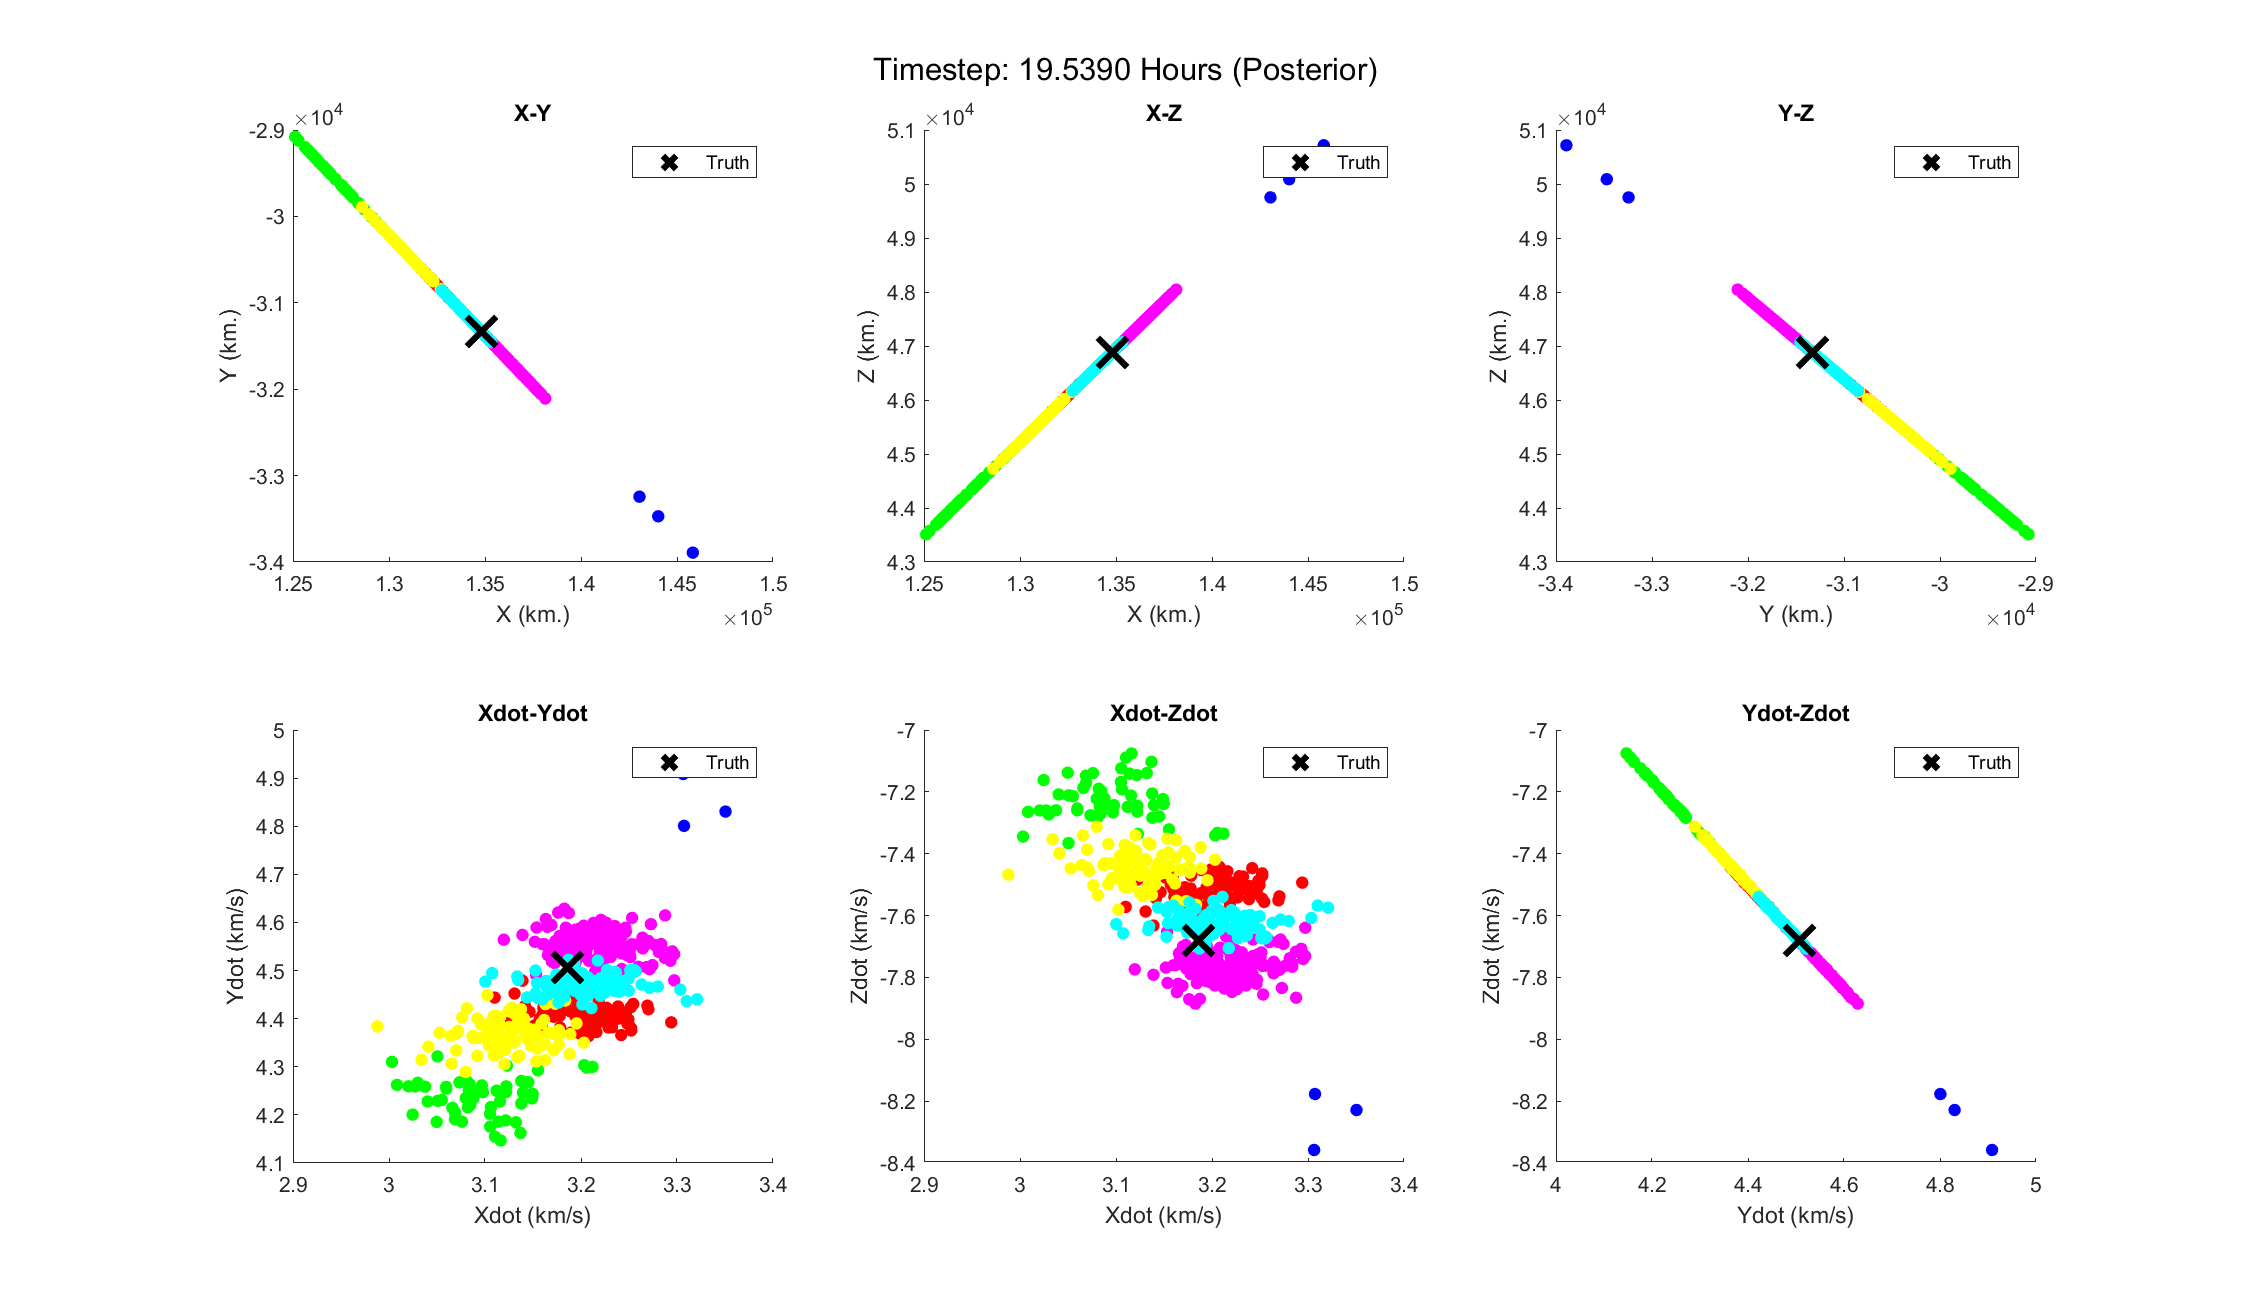 Timestep: 19.5390 Hours (Posterior)
X-Y
×10^4
-2.9
-3
-3.1
-3.2
-3.3
-3.4
Y (km.)
Truth
1.25 1.3 1.35 1.4 1.45 1.5
X (km.)
×10^5
X-Z
×10^4
5.1
5
4.9
4.8
4.7
4.6
4.5
4.4
4.3
Z (km.)
Truth
1.25 1.3 1.35 1.4 1.45 1.5
X (km.)
×10^5
Y-Z
×10^4
5.1
5
4.9
4.8
4.7
4.6
4.5
4.4
4.3
Z (km.)
Truth
-3.4 -3.3 -3.2 -3.1 -3 -2.9
Y (km.)
×10^4
Xdot-Ydot
5
4.9
4.8
4.7
4.6
4.5
4.4
4.3
4.2
4.1
Ydot (km/s)
Truth
2.9 3 3.1 3.2 3.3 3.4
Xdot (km/s)
Xdot-Zdot
-7
-7.2
-7.4
-7.6
-7.8
-8
-8.2
-8.4
Zdot (km/s)
Truth
2.9 3 3.1 3.2 3.3 3.4
Xdot (km/s)
Ydot-Zdot
-7
-7.2
-7.4
-7.6
-7.8
-8
-8.2
-8.4
Zdot (km/s)
Truth
4 4.2 4.4 4.6 4.8 5
Ydot (km/s)